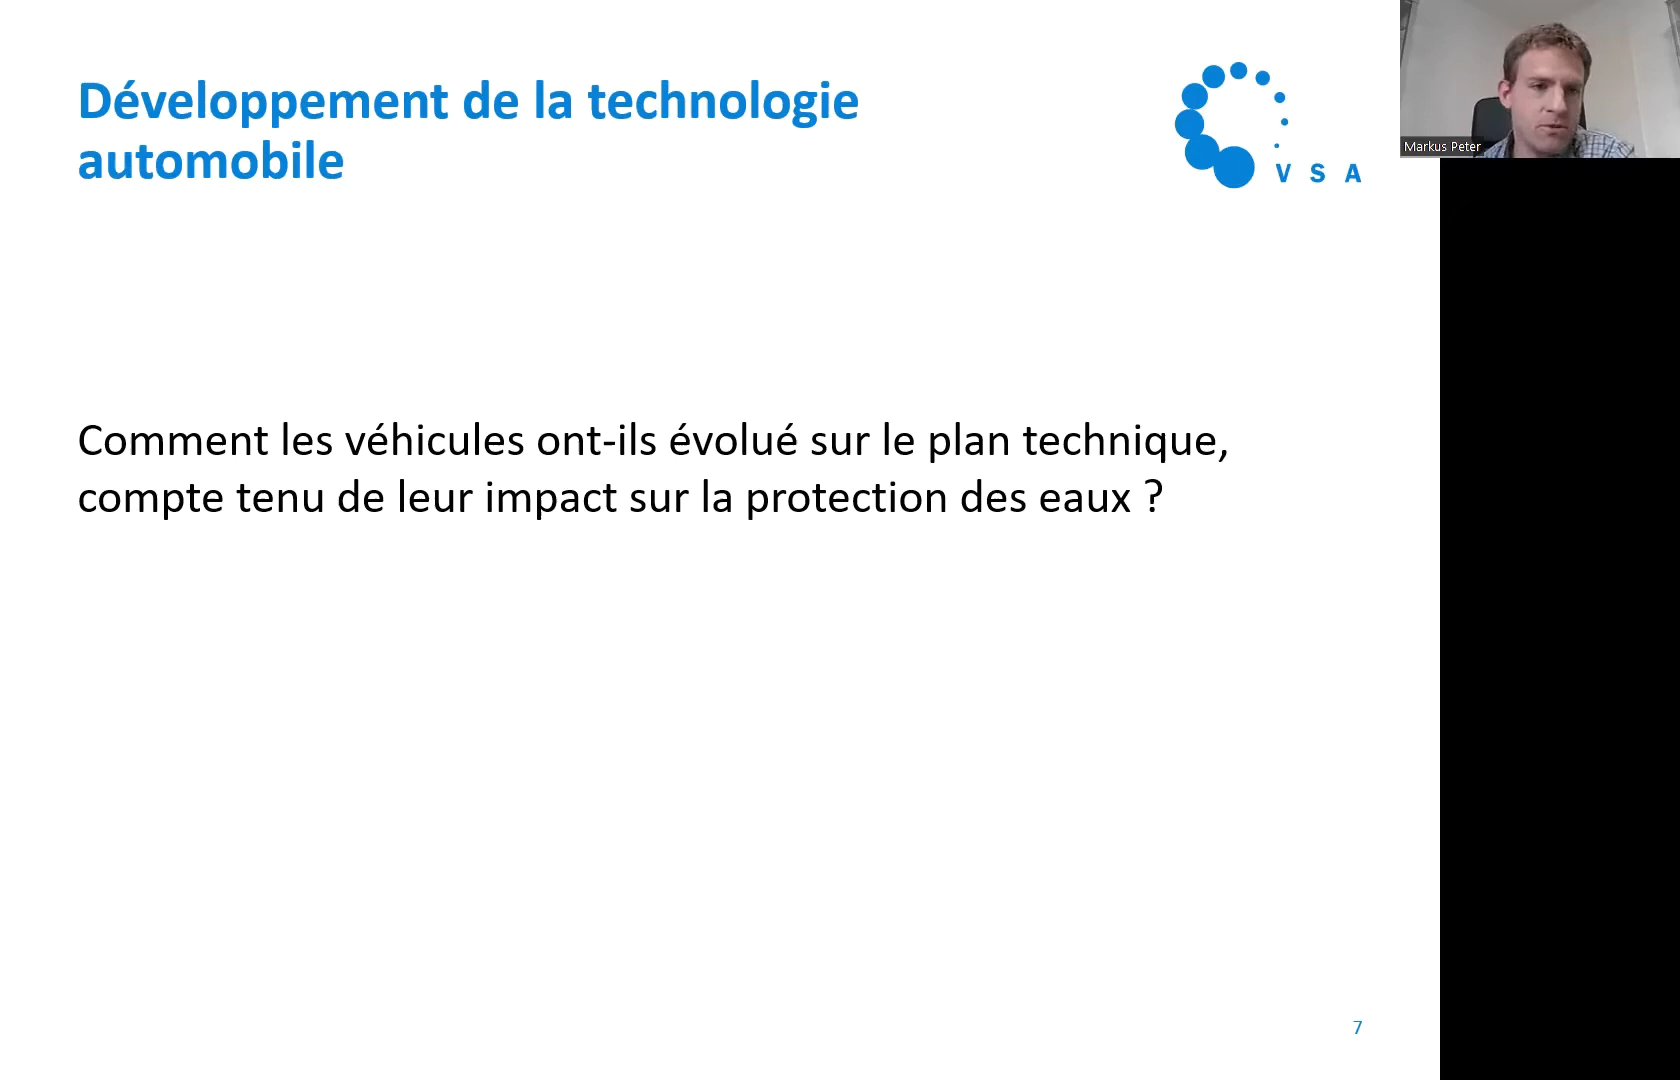 Développement de la technologie
automobile
V S A
Markus Peter
Comment les véhicules ont-ils évolué sur le plan technique,
compte tenu de leur impact sur la protection des eaux ?
7